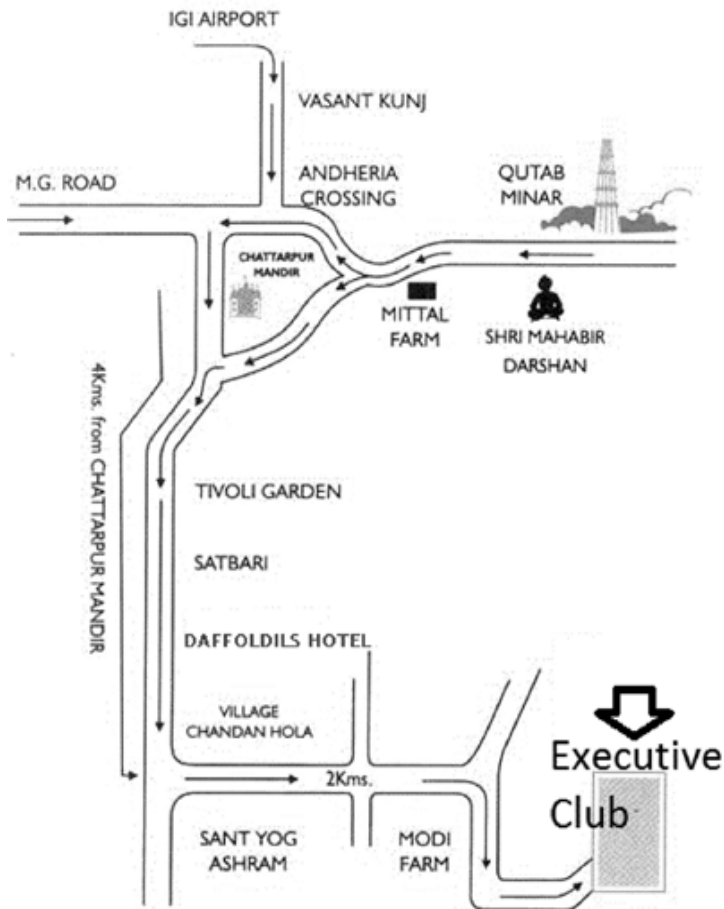 IGI AIRPORT
VASANT KUNJ
ANDHERIA
CROSSING
QUTAB
MINAR
M.G. ROAD
CHATTARPUR
MANDIR
MITTAL
FARM
SHRI MAHABIR
DARSHAN
4Kms. from CHATTARPUR MANDIR
TIVOLI GARDEN
SATBARI
DAFFOLDILS HOTEL
VILLAGE
CHANDAN HOLA
2Kms.
SANT YOG
ASHRAM
MODI
FARM
Executive
Club